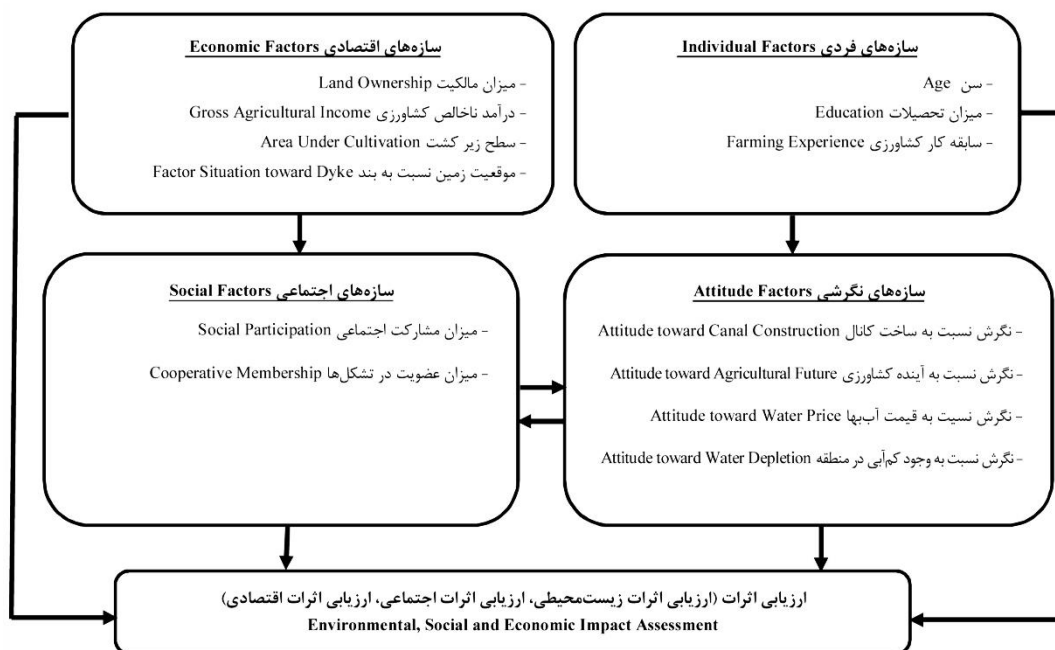 سازه‌های فردی Individual Factors
- سن Age
- میزان تحصیلات Education
- سابقه کار کشاورزی Farming Experience
سازه‌های اقتصادی Economic Factors
- میزان مالکیت Land Ownership
- درآمد ناخالص کشاورزی Gross Agricultural Income
- سطح زیر کشت Area Under Cultivation
- موقعیت زمین نسبت به بند Factor Situation toward Dyke
سازه‌های نگرشی Attitude Factors
- نگرش نسبت به ساخت کانال Attitude toward Canal Construction
- نگرش نسبت به آینده کشاورزی Attitude toward Agricultural Future
- نگرش نسیت به قیمت آب‌بها Attitude toward Water Price
- نگرش نسبت به وجود کم‌آبی در منطقه Attitude toward Water Depletion
سازه‌های اجتماعی Social Factors
- میزان مشارکت اجتماعی Social Participation
- میزان عضویت در تشکل‌ها Cooperative Membership
ارزیابی اثرات (ارزیابی اثرات زیست‌محیطی، ارزیابی اثرات اجتماعی، ارزیابی اثرات اقتصادی)
Environmental, Social and Economic Impact Assessment